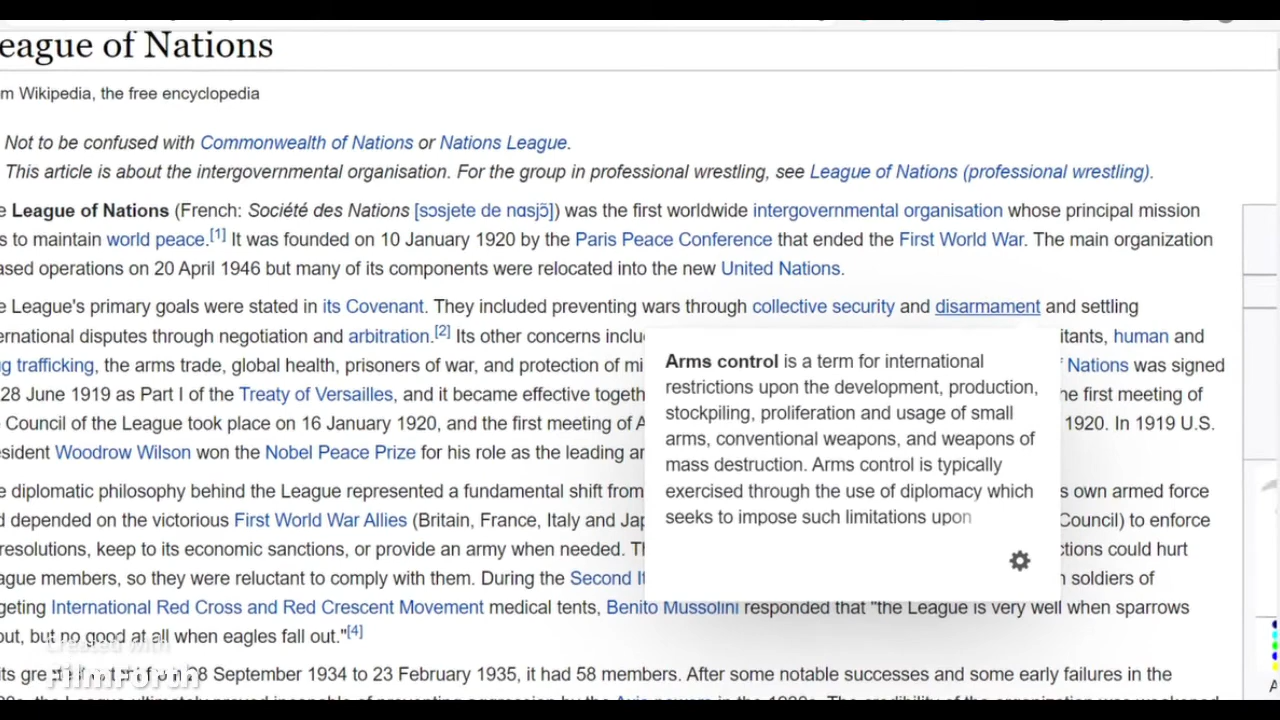 eague of Nations
m Wikipedia, the free encyclopedia
Not to be confused with Commonwealth of Nations or Nations League.
This article is about the intergovernmental organisation. For the group in professional wrestling, see League of Nations (professional wrestling).
e League of Nations (French: Société des Nations [sɔsjete de nɑsjɔ̃]) was the first worldwide intergovernmental organisation whose principal mission
s to maintain world peace.[1] It was founded on 10 January 1920 by the Paris Peace Conference that ended the First World War. The main organization
ased operations on 20 April 1946 but many of its components were relocated into the new United Nations.
e League's primary goals were stated in its Covenant. They included preventing wars through collective security and disarmament and settling
ernational disputes through negotiation and arbitration.[2] Its other concerns inclu itants, human and
g trafficking, the arms trade, global health, prisoners of war, and protection of mi Nations was signed
28 June 1919 as Part I of the Treaty of Versailles, and it became effective togeth he first meeting of
Council of the League took place on 16 January 1920, and the first meeting of A 1920. In 1919 U.S.
esident Woodrow Wilson won the Nobel Peace Prize for his role as the leading ar
Arms control is a term for international
restrictions upon the development, production,
stockpiling, proliferation and usage of small
arms, conventional weapons, and weapons of
mass destruction. Arms control is typically
exercised through the use of diplomacy which
seeks to impose such limitations upon
e diplomatic philosophy behind the League represented a fundamental shift from s own armed force
d depended on the victorious First World War Allies (Britain, France, Italy and Jap Council) to enforce
resolutions, keep to its economic sanctions, or provide an army when needed. Th ctions could hurt
ague members, so they were reluctant to comply with them. During the Second It n soldiers of
geting International Red Cross and Red Crescent Movement medical tents, Benito Mussolini responded that "the League is very well when sparrows
out, but no good at all when eagles fall out."[4]
Created with
FilmForth
its gre 28 September 1934 to 23 February 1935, it had 58 members. After some notable successes and some early failures in the